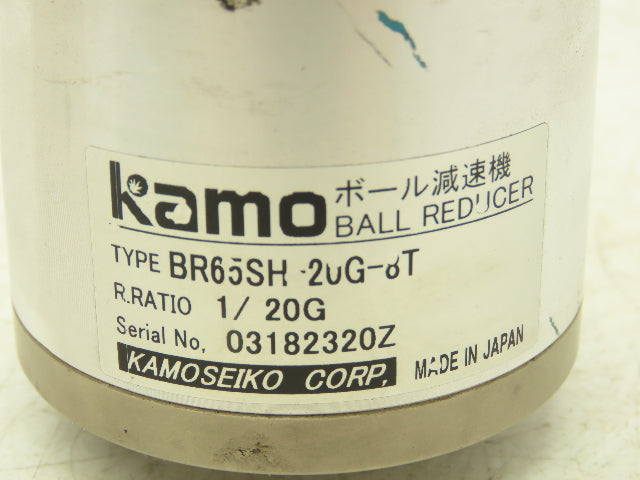 Kamo ボール減速機
BALL REDUCER
TYPE BR65SH-20G-8T
R.RATIO 1/20G
Serial No. 03182320Z
KAMOSEIKO CORP. MADE IN JAPAN